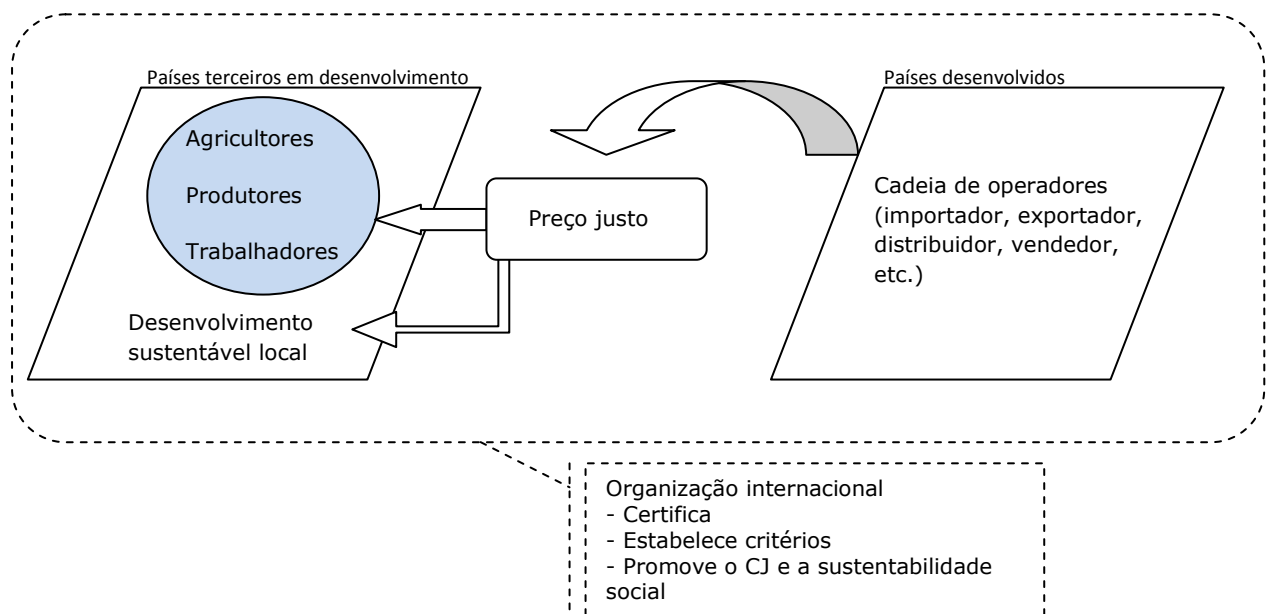 Países terceiros em desenvolvimento
Agricultores
Produtores
Trabalhadores
Desenvolvimento
sustentável local
Preço justo
Países desenvolvidos
Cadeia de operadores
(importador, exportador,
distribuidor, vendedor,
etc.)
Organização internacional
- Certifica
- Estabelece critérios
- Promove o CJ e a sustentabilidade
social